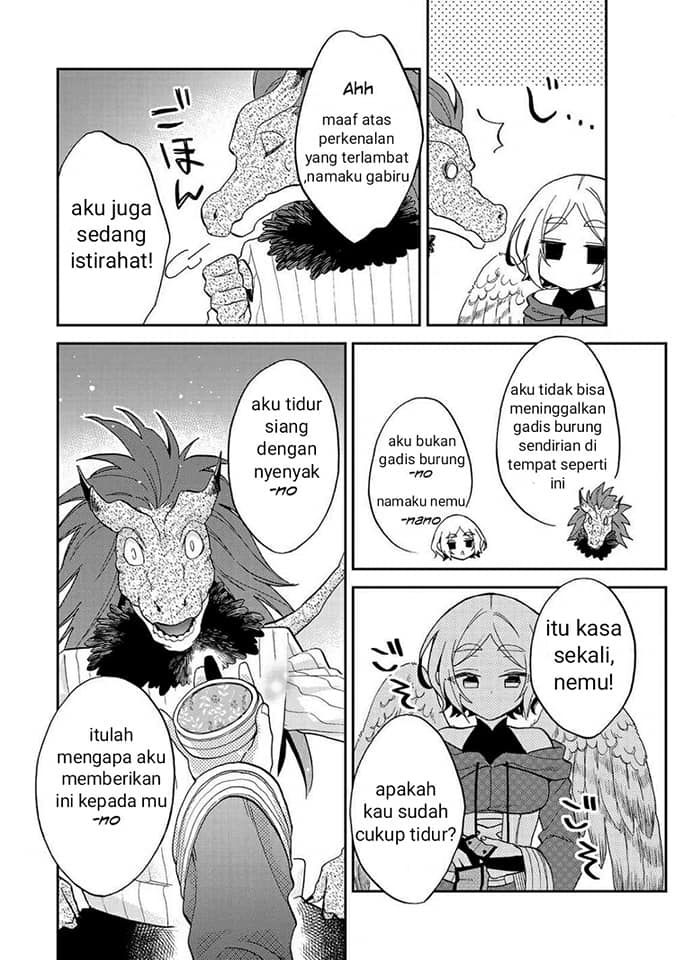 Ahh
maaf atas
perkenalan
yang terlambat
,namaku gabiru
ごほん
aku juga
sedang
istirahat!
aku tidak bisa
meninggalkan
gadis burung
sendirian di
tempat seperti
ini
aku bukan
gadis burung
-no
namaku nemu
-nano
itu kasa
sekali,
nemu!
apakah
kau sudah
cukup tidur?
aku tidur
siang
dengan
nyenyak
-no
itulah
mengapa aku
memberikan
ini kepada mu
-no